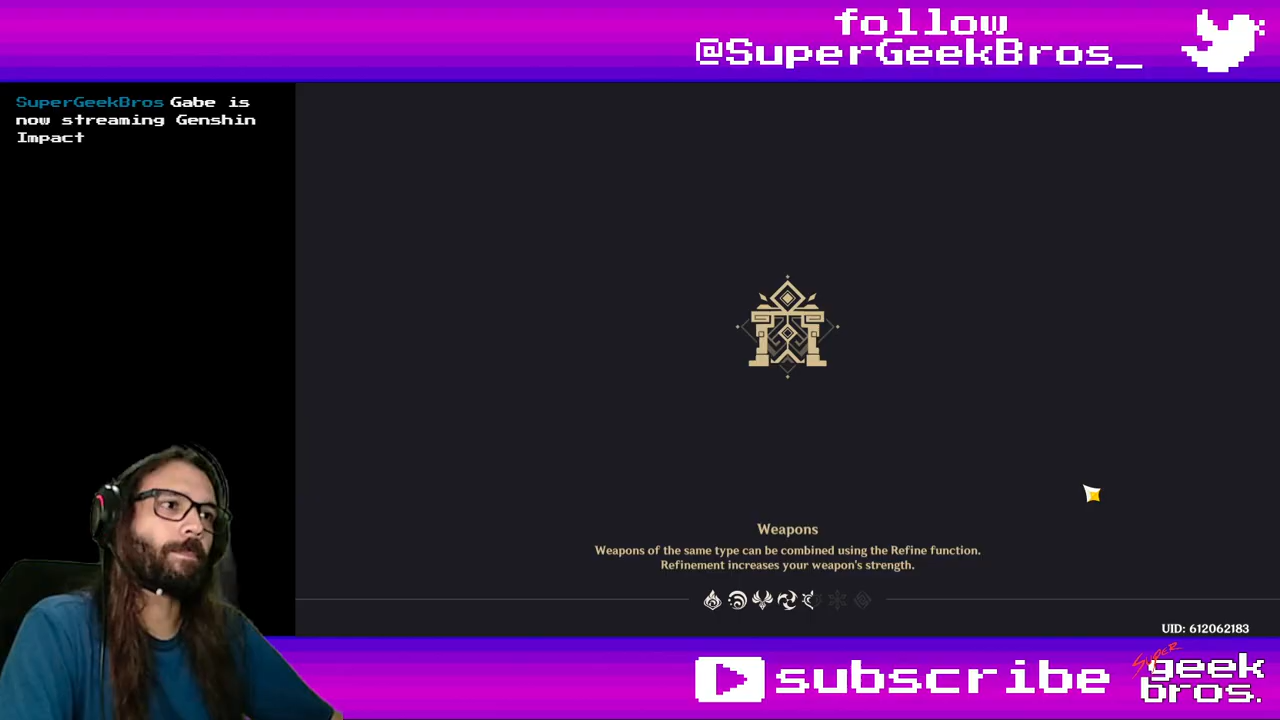 follow
@SuperGeekBros_
SuperGeekBros Gabe is
now streaming Genshin
Impact
Weapons
Weapons of the same type can be combined using the Refine function.
Refinement increases your weapon's strength.
UID: 612062183
subscribe
Super
geek
bros.